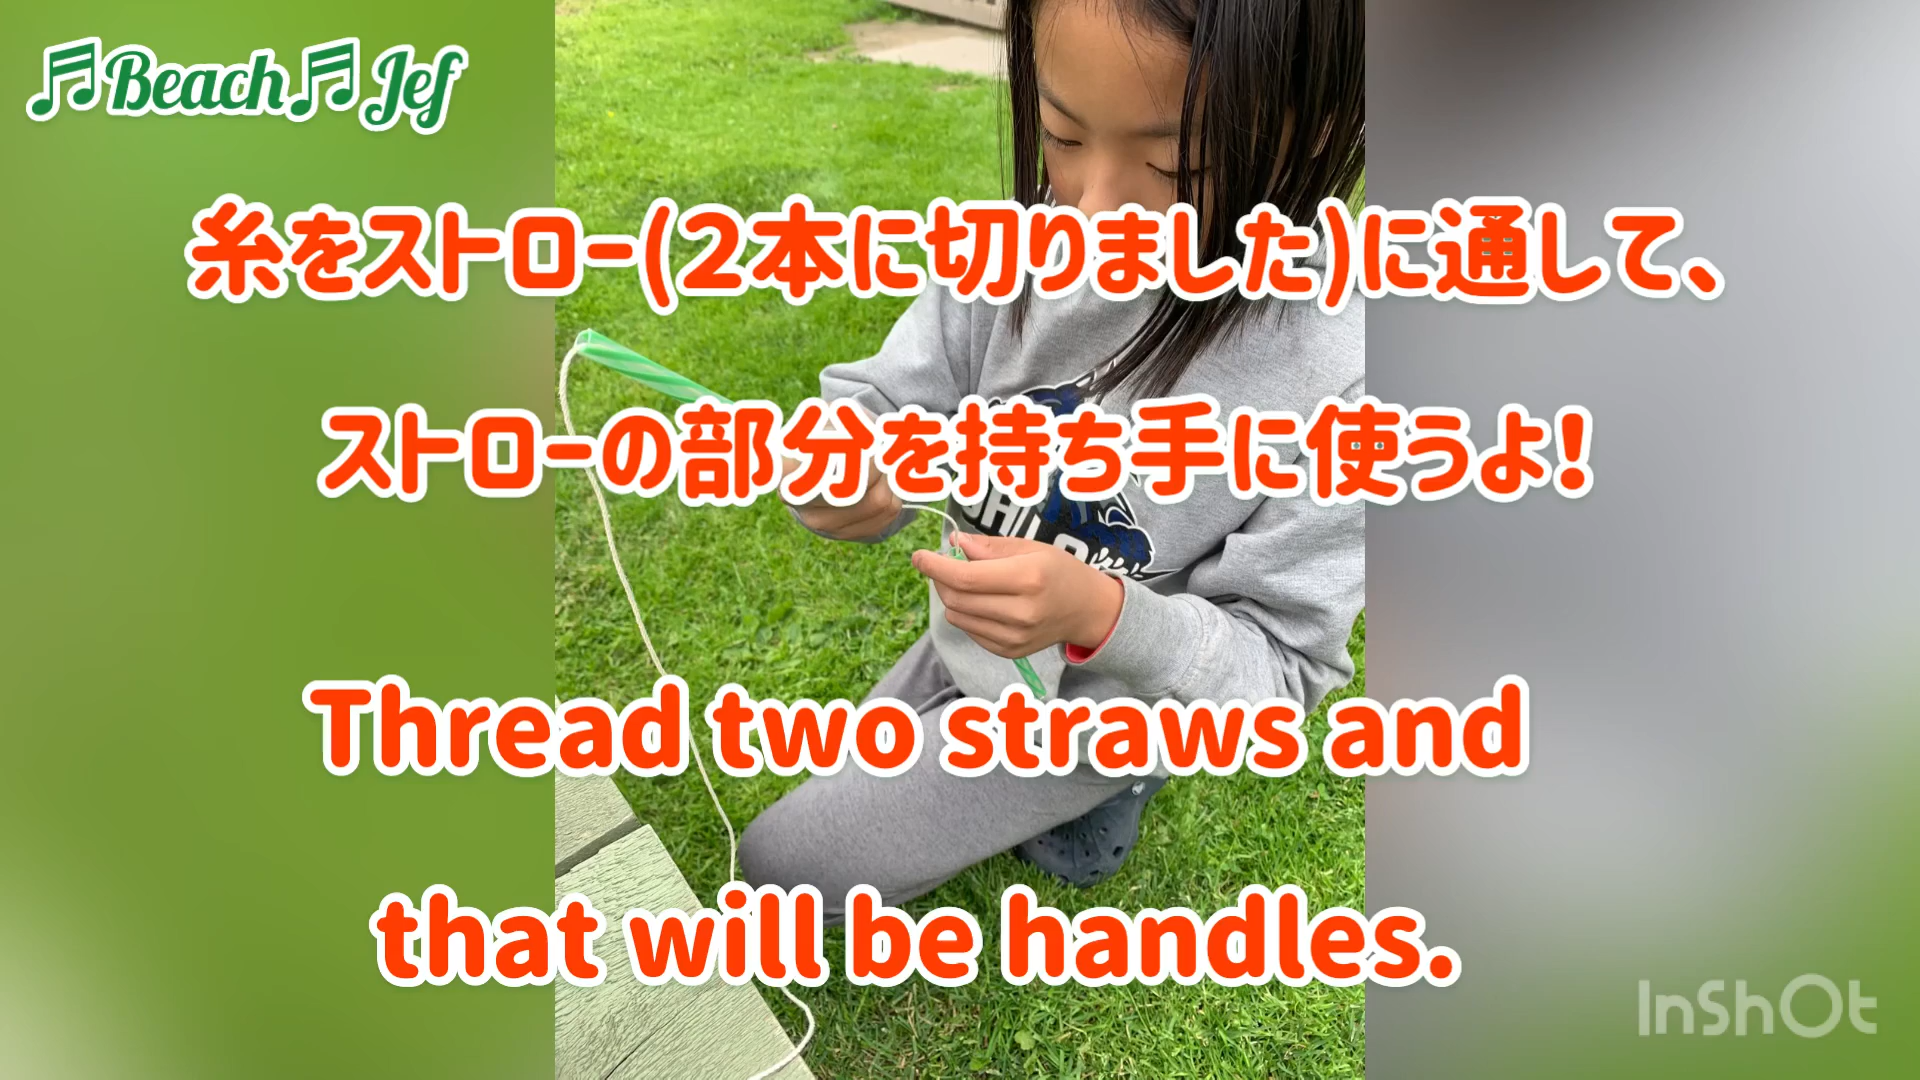 🎵Beach🎵Jef
糸をストロー(2本に切りました)に通して、
ストローの部分を持ち手に使うよ!
Thread two straws and
that will be handles.
InShOt